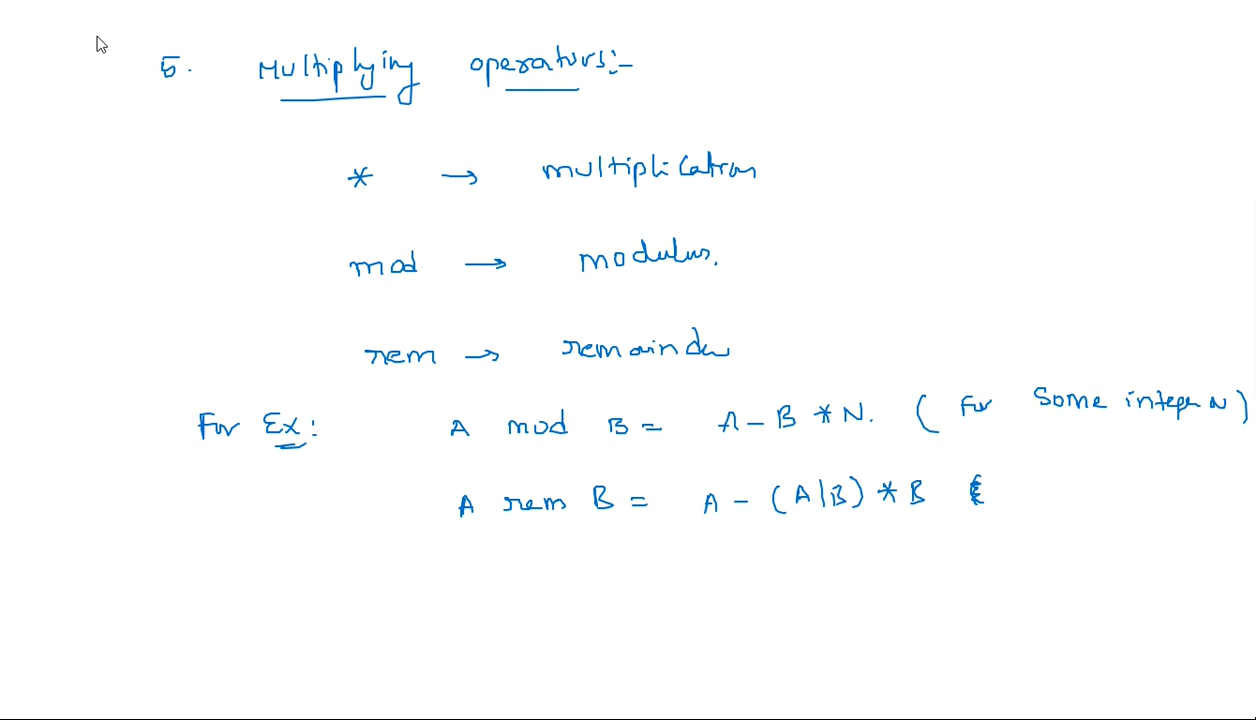 5. Multiplying operators:-
* → multiplication
mod → modulus.
rem → remainder
For Ex: A mod B = A - B * N. ( For Some integer N )
A rem B = A - ( A / B ) * B